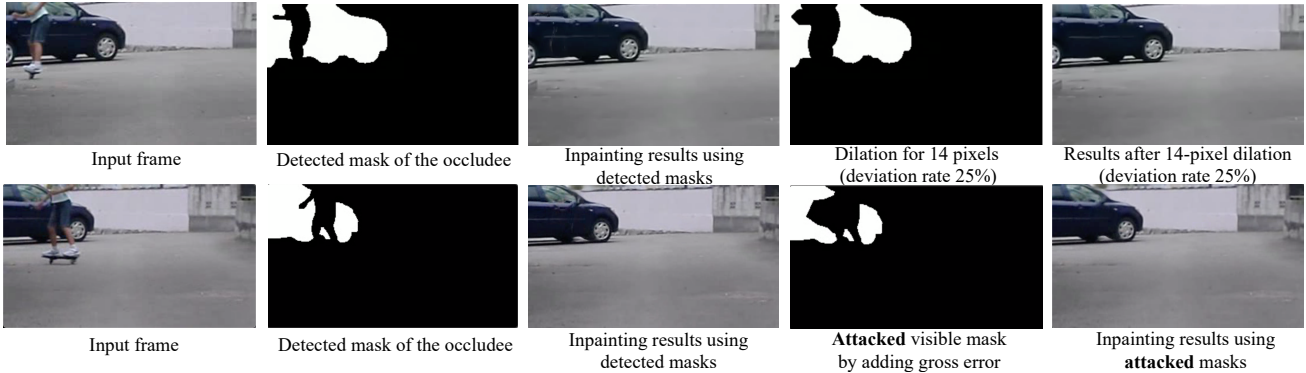 Input frame
Detected mask of the occludee
Inpainting results using
detected masks
Dilation for 14 pixels
(deviation rate 25%)
Results after 14-pixel dilation
(deviation rate 25%)
Input frame
Detected mask of the occludee
Inpainting results using
detected masks
Attacked visible mask
by adding gross error
Inpainting results using
attacked masks